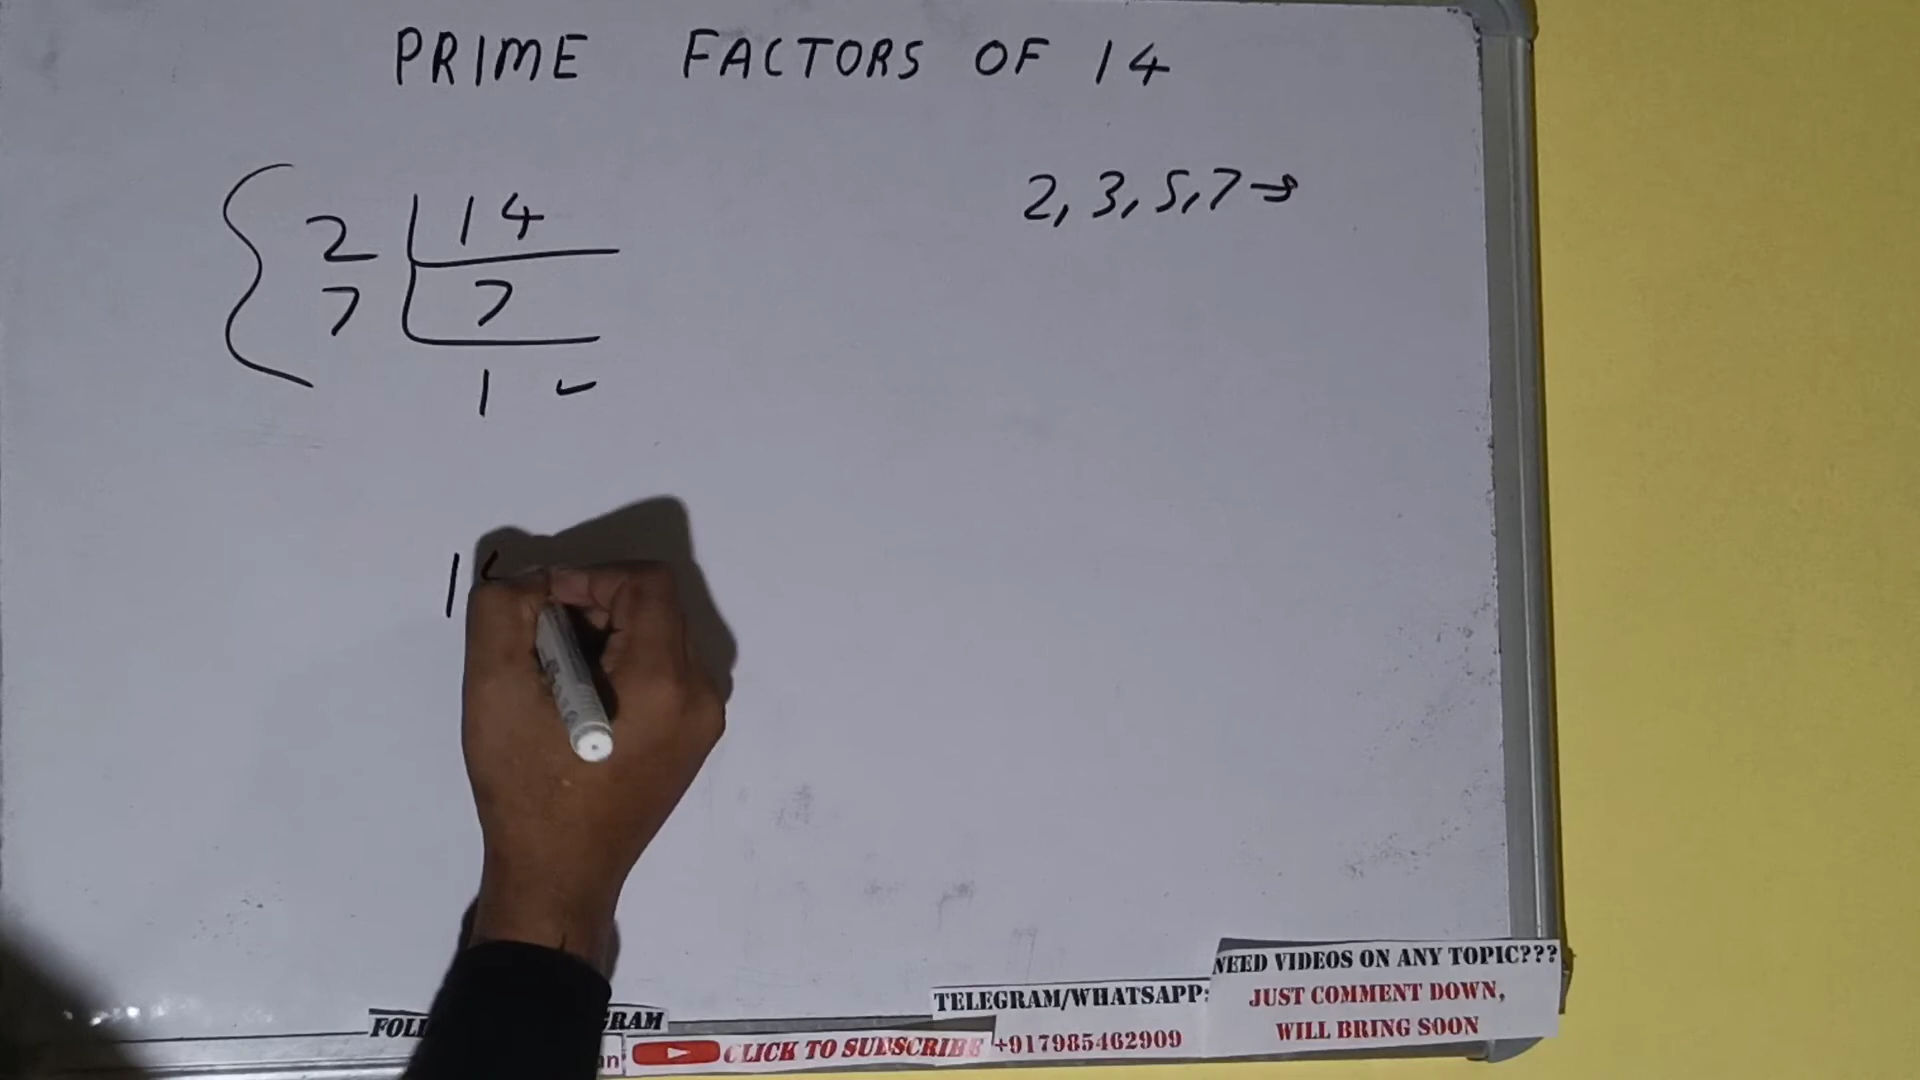 PRIME FACTORS OF 14
2, 3, 5, 7 →
2 | 14
7 | 7
1 ✓
1
NEED VIDEOS ON ANY TOPIC???
JUST COMMENT DOWN,
WILL BRING SOON
TELEGRAM/WHATSAPP:
+917985462909
CLICK TO SUBSCRIBE